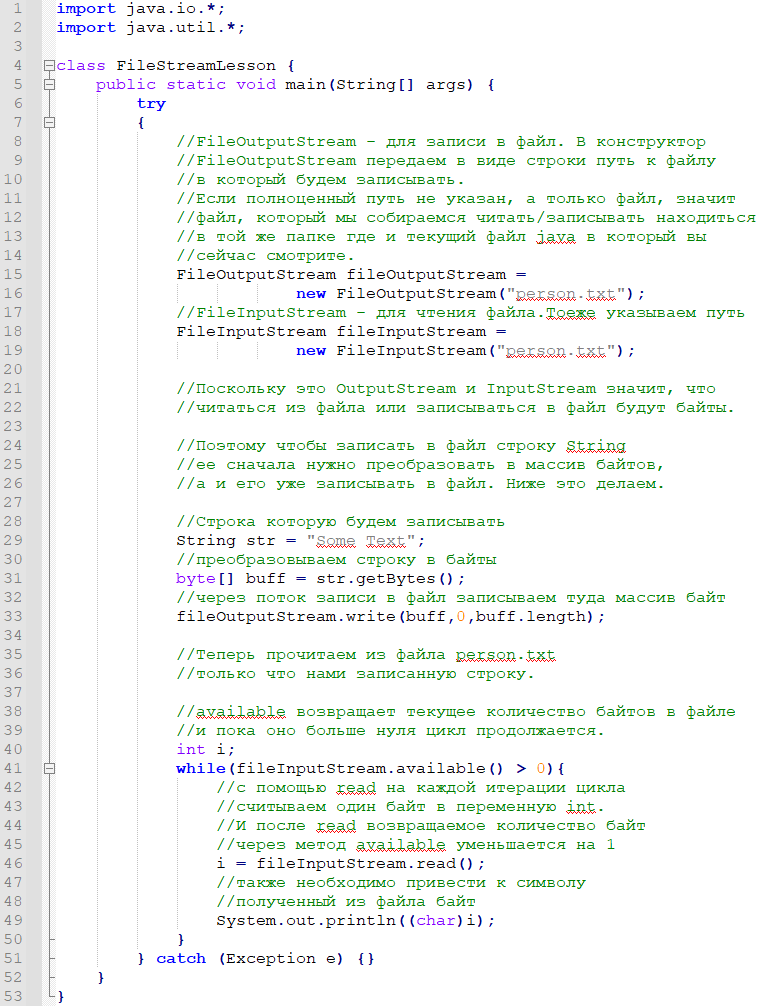 1 import java.io.*;
2 import java.util.*;
3
4 class FileStreamLesson {
5 public static void main(String[] args) {
6 try
7 {
8 //FileOutputStream - для записи в файл. В конструктор
9 //FileOutputStream передаем в виде строки путь к файлу
10 //в который будем записывать.
11 //Если полноценный путь не указан, а только файл, значит
12 //файл, который мы собираемся читать/записывать находиться
13 //в той же папке где и текущий файл java в который вы
14 //сейчас смотрите.
15 FileOutputStream fileOutputStream =
16 new FileOutputStream("person.txt");
17 //FileInputStream - для чтения файла.Тоеже указываем путь
18 FileInputStream fileInputStream =
19 new FileInputStream("person.txt");
20
21 //Поскольку это OutputStream и InputStream значит, что
22 //читаться из файла или записываться в файл будут байты.
23
24 //Поэтому чтобы записать в файл строку String
25 //ее сначала нужно преобразовать в массив байтов,
26 //а и его уже записывать в файл. Ниже это делаем.
27
28 //Строка которую будем записывать
29 String str = "Some Text";
30 //преобразовываем строку в байты
31 byte[] buff = str.getBytes();
32 //через поток записи в файл записываем туда массив байт
33 fileOutputStream.write(buff,0,buff.length);
34
35 //Теперь прочитаем из файла person.txt
36 //только что нами записанную строку.
37
38 //available возвращает текущее количество байтов в файле
39 //и пока оно больше нуля цикл продолжается.
40 int i;
41 while(fileInputStream.available() > 0){
42 //с помощью read на каждой итерации цикла
43 //считываем один байт в переменную int.
44 //И после read возвращаемое количество байт
45 //через метод available уменьшается на 1
46 i = fileInputStream.read();
47 //также необходимо привести к символу
48 //полученный из файла байт
49 System.out.println((char)i);
50 }
51 } catch (Exception e) {}
52 }
53 }